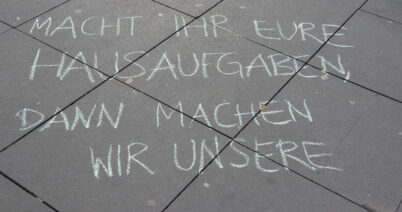 MACHT IHR EURE
HAUSAUFGABEN,
DANN MACHEN
WIR UNSERE